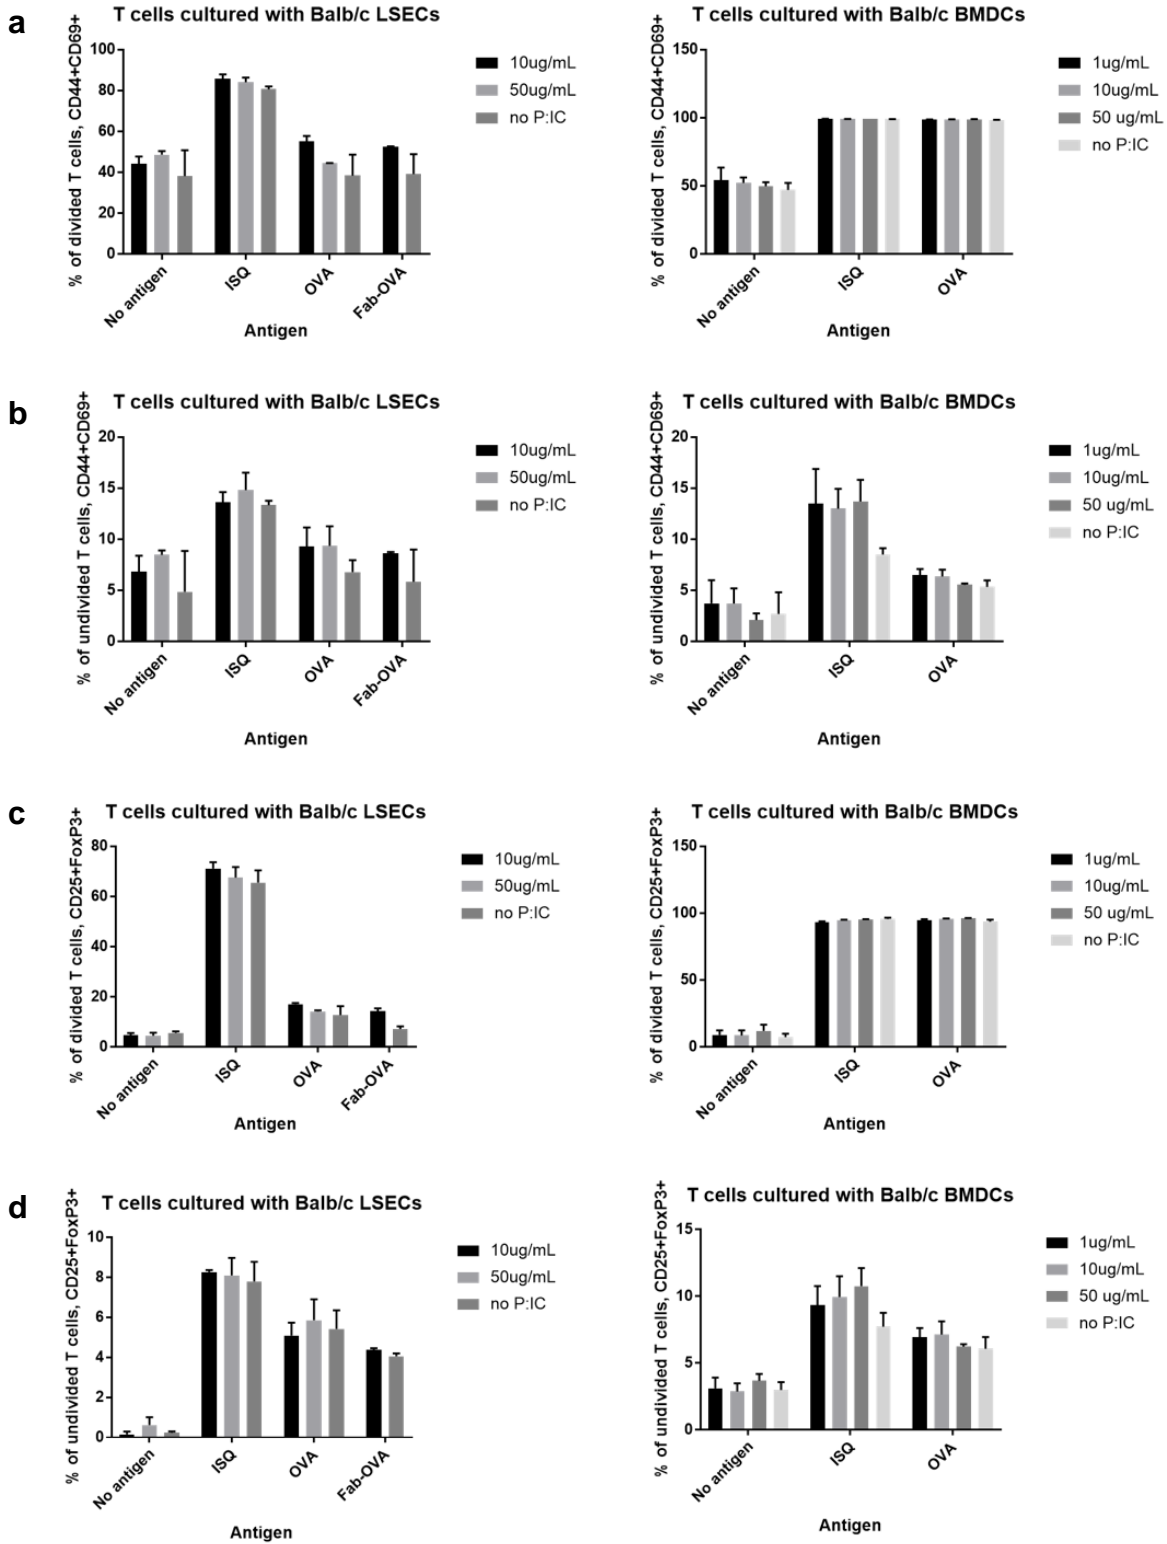 a
T cells cultured with Balb/c LSECs
% of divided T cells, CD44+CD69+
100
80
60
40
20
0
No antigen
ISQ
OVA
Fab-OVA
Antigen
10ug/mL
50ug/mL
no P:IC
T cells cultured with Balb/c BMDCs
% of divided T cells, CD44+CD69+
150
100
50
0
No antigen
ISQ
OVA
Antigen
1ug/mL
10ug/mL
50 ug/mL
no P:IC
b
T cells cultured with Balb/c LSECs
% of undivided T cells, CD44+CD69+
20
15
10
5
0
No antigen
ISQ
OVA
Fab-OVA
Antigen
10ug/mL
50ug/mL
no P:IC
T cells cultured with Balb/c BMDCs
% of undivided T cells, CD44+CD69+
20
15
10
5
0
No antigen
ISQ
OVA
Antigen
1ug/mL
10ug/mL
50 ug/mL
no P:IC
c
T cells cultured with Balb/c LSECs
% of divided T cells, CD25+FoxP3+
80
60
40
20
0
No antigen
ISQ
OVA
Fab-OVA
Antigen
10ug/mL
50ug/mL
no P:IC
T cells cultured with Balb/c BMDCs
% of divided T cells, CD25+FoxP3+
150
100
50
0
No antigen
ISQ
OVA
Antigen
1ug/mL
10ug/mL
50 ug/mL
no P:IC
d
T cells cultured with Balb/c LSECs
% of undivided T cells, CD25+FoxP3+
10
8
6
4
2
0
No antigen
ISQ
OVA
Fab-OVA
Antigen
10ug/mL
50ug/mL
no P:IC
T cells cultured with Balb/c BMDCs
% of undivided T cells, CD25+FoxP3+
15
10
5
0
No antigen
ISQ
OVA
Antigen
1ug/mL
10ug/mL
50 ug/mL
no P:IC